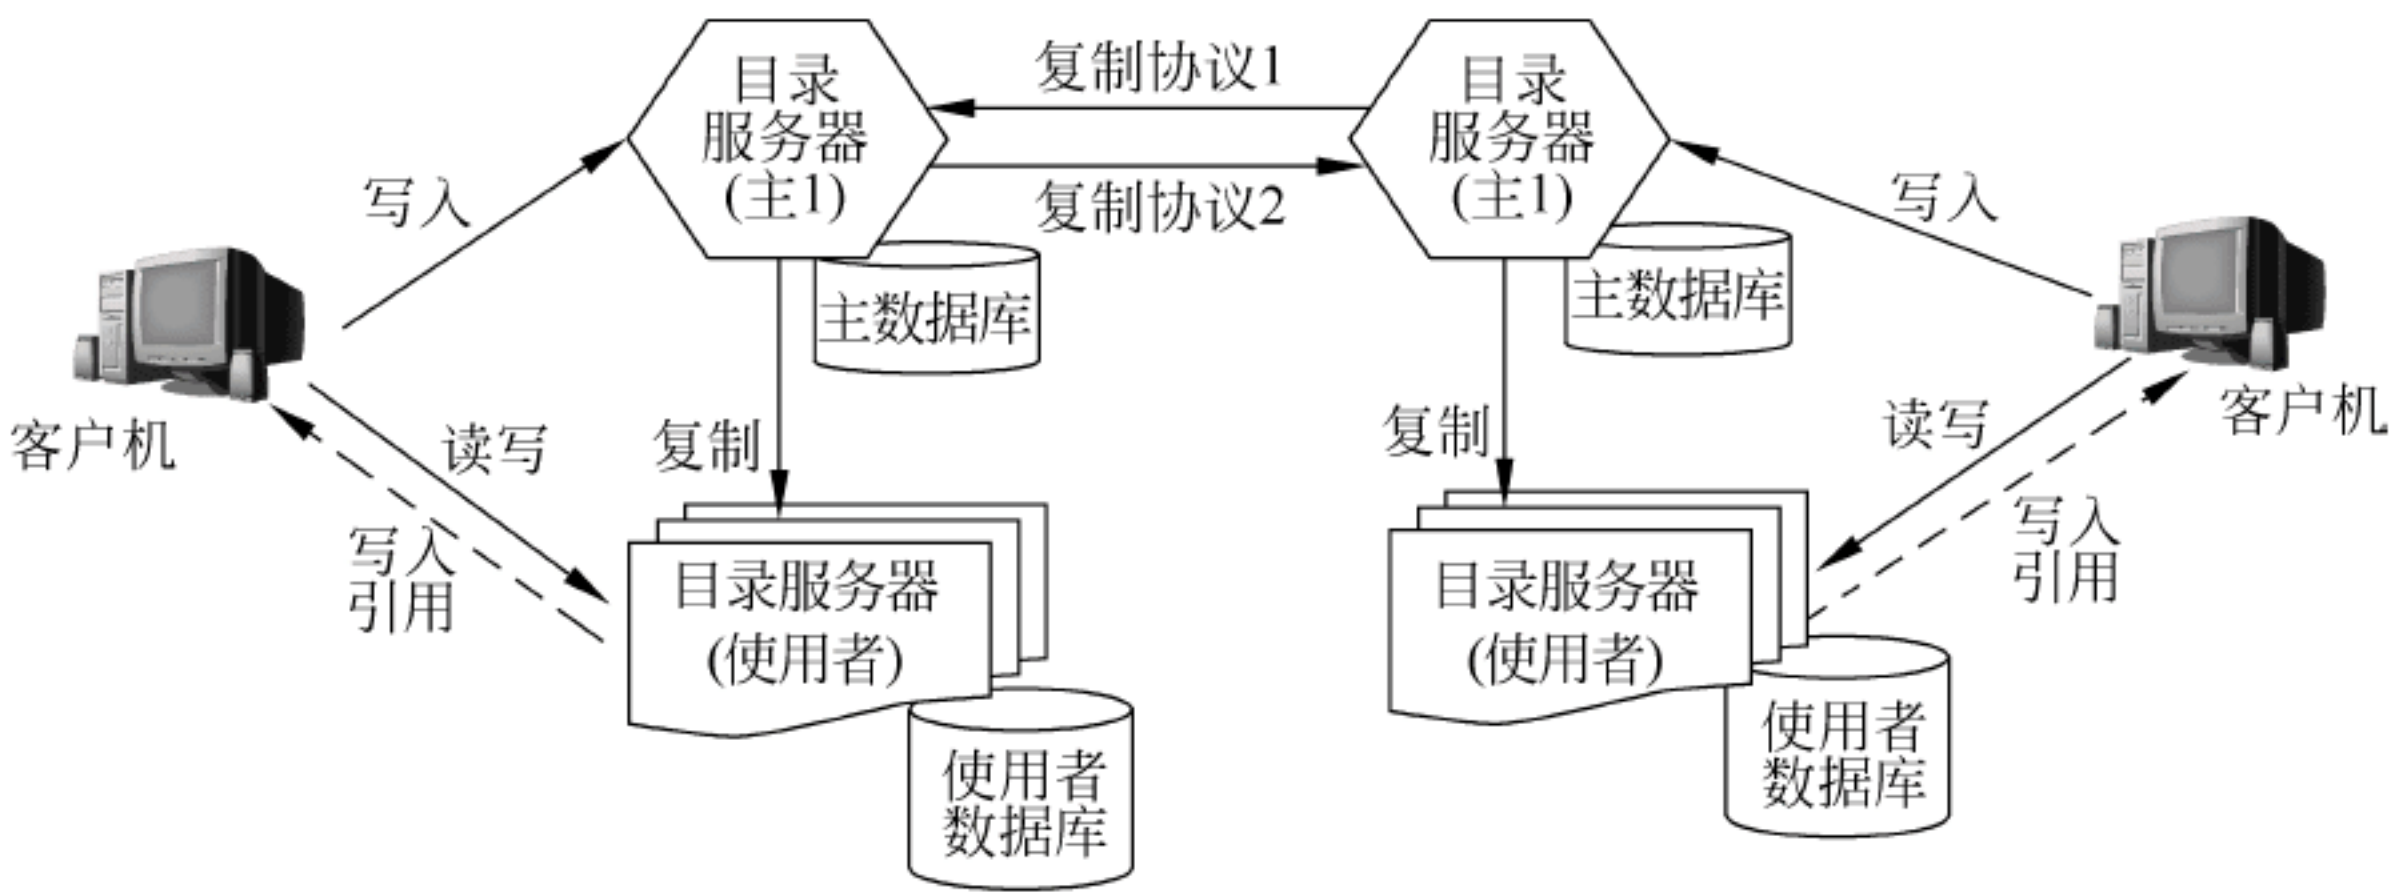 目录
服务器
(主1)
复制协议1
复制协议2
目录
服务器
(主1)
写入
写入
主数据库
主数据库
客户机
客户机
读写
复制
复制
读写
写入
引用
写入
引用
目录服务器
(使用者)
目录服务器
(使用者)
使用者
数据库
使用者
数据库